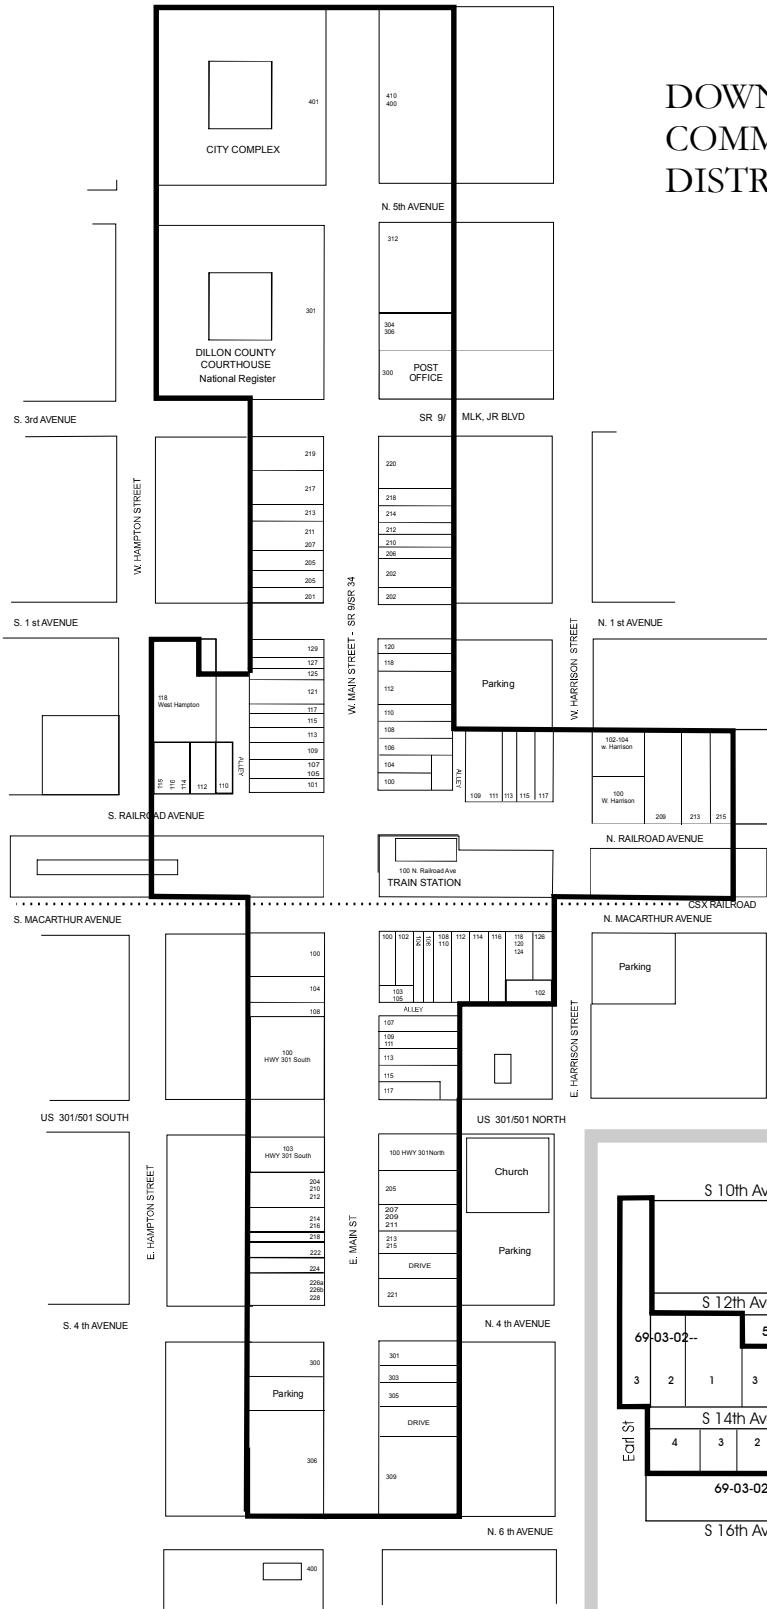 DOWN
COMM
DISTR
401
410
400
CITY COMPLEX
N. 5th AVENUE
312
301
304
306
DILLON COUNTY
COURTHOUSE
National Register
300
POST
OFFICE
S. 3rd AVENUE
SR 9/ MLK, JR BLVD
219
217
213
211
207
205
205
201
220
218
214
212
210
206
202
202
W. HAMPTON STREET
W. MAIN STREET - SR 9/SR 34
W. HARRISON STREET
S. 1 st AVENUE
N. 1 st AVENUE
129
127
125
121
117
115
113
109
107
105
101
120
118
112
110
108
106
104
100
Parking
118
West Hampton
118
116
114
112
110
ALLEY
ALLEY
109 111 113 115 117
102-104
w. Harrison
100
W. Harrison
209 213 215
S. RAILROAD AVENUE
N. RAILROAD AVENUE
100 N. Railroad Ave
TRAIN STATION
CSX RAILROAD
S. MACARTHUR AVENUE
N. MACARTHUR AVENUE
100
104
108
100
HWY 301 South
100
102
104
106
108
110
112
114
116
118
120
124
126
103
105
102
ALLEY
107
109
111
113
115
117
Parking
E. HARRISON STREET
US 301/501 SOUTH
US 301/501 NORTH
E. HAMPTON STREET
E. MAIN ST
103
HWY 301 South
204
210
212
214
216
218
222
224
226a
226b
228
100 HWY 301North
205
207
209
211
213
215
DRIVE
221
Church
Parking
S. 4 th AVENUE
N. 4 th AVENUE
300
Parking
306
301
303
305
DRIVE
309
N. 6 th AVENUE
400
S 10th Av
S 12th Av
69-03-02--
5
3 2 1 3
S 14th Av
Earl St
4 3 2
69-03-02
S 16th Av